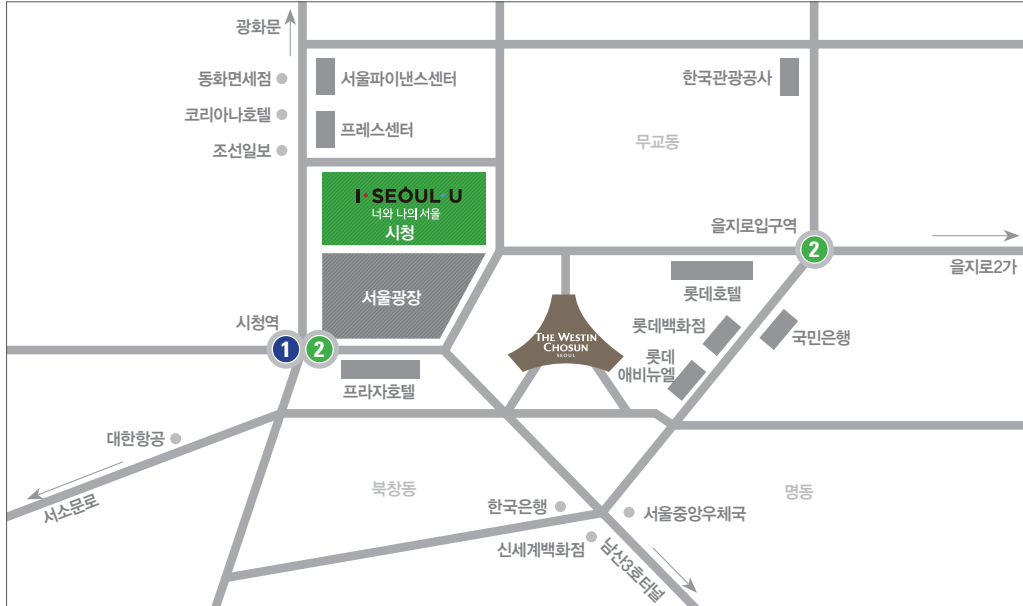 광화문
동화면세점
서울파이낸스센터
한국관광공사
코리아나호텔
프레스센터
조선일보
무교동
I·SEOUL·U
너와 나의 서울
시청
을지로입구역
2
을지로2가
서울광장
롯데호텔
시청역
1 2
THE WESTIN
CHOSUN
SEOUL
롯데백화점
국민은행
롯데
애비뉴엘
프라자호텔
대한항공
서소문로
북창동
명동
한국은행
서울중앙우체국
신세계백화점
남산3호터널